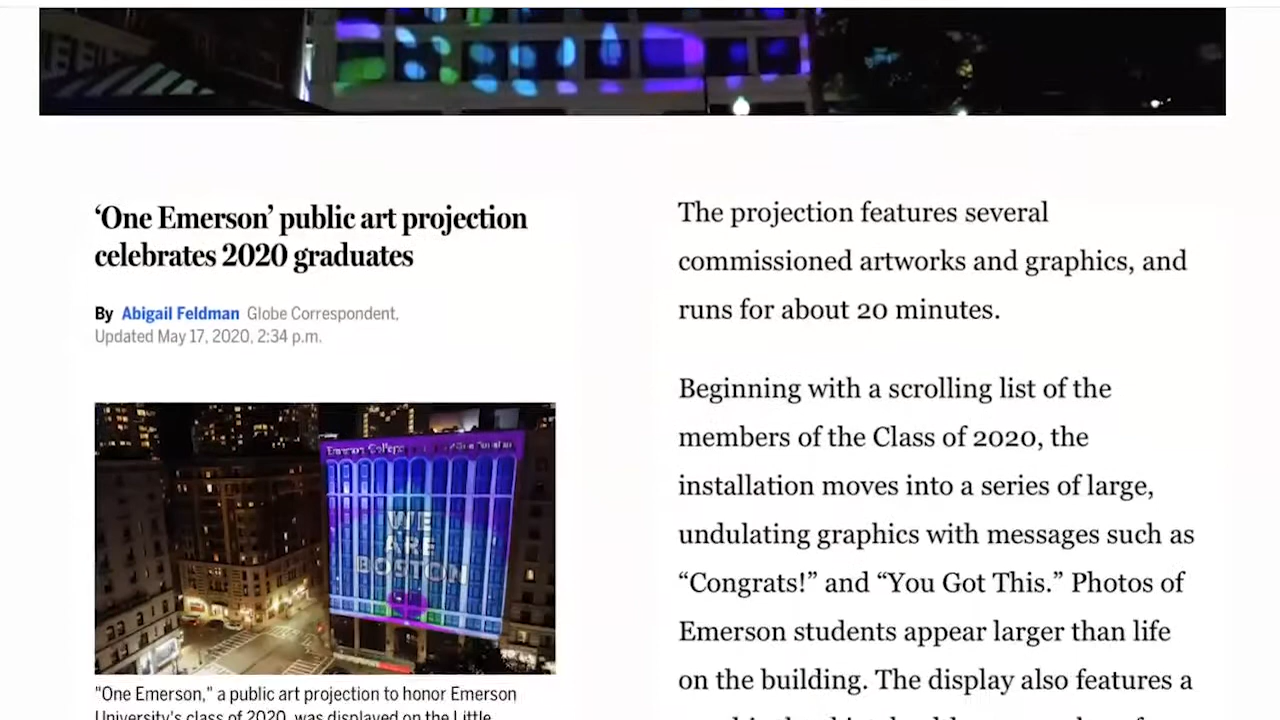 ‘One Emerson’ public art projection
celebrates 2020 graduates
By Abigail Feldman Globe Correspondent,
Updated May 17, 2020, 2:34 p.m.
Emerson College
WE
ARE
BOSTON
"One Emerson," a public art projection to honor Emerson
University's class of 2020, was displayed on the Little
The projection features several
commissioned artworks and graphics, and
runs for about 20 minutes.
Beginning with a scrolling list of the
members of the Class of 2020, the
installation moves into a series of large,
undulating graphics with messages such as
“Congrats!” and “You Got This.” Photos of
Emerson students appear larger than life
on the building. The display also features a